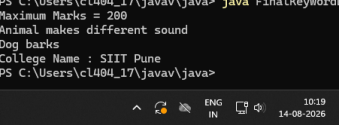 PS C:\Users\cl404_17\javav\java> java FinalKeyword
Maximum Marks = 200
Animal makes different sound
Dog barks
College Name : SIIT Pune
PS C:\Users\cl404_17\javav\java>
ENG
IN
10:19
14-08-2026